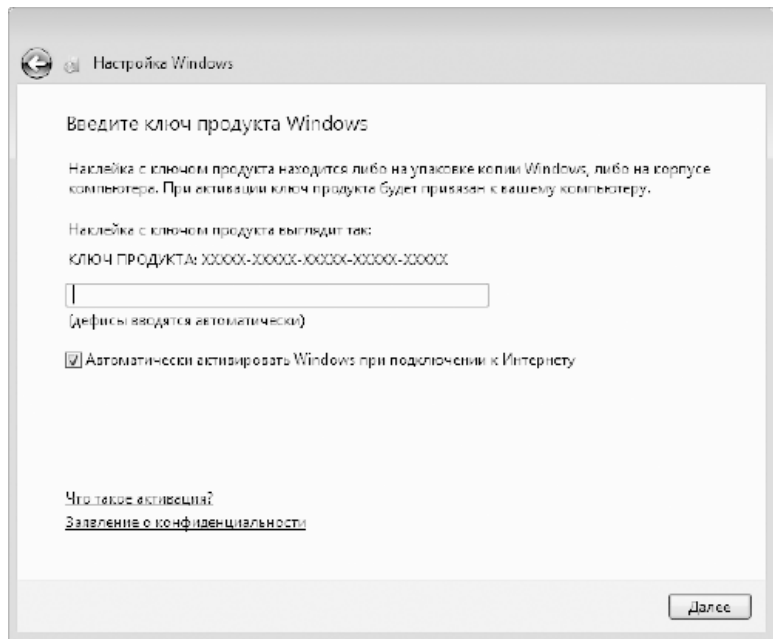 Настройка Windows
Введите ключ продукта Windows
Наклейка с ключом продукта находится либо на упаковке копии Windows, либо на корпусе
компьютера. При активации ключ продукта будет привязан к вашему компьютеру.
Наклейка с ключом продукта выглядит так:
КЛЮЧ ПРОДУКТА: XXXXX-XXXXX-XXXXX-XXXXX-XXXXX
(дефисы вводятся автоматически)
Автоматически активировать Windows при подключении к Интернету
Что такое активация?
Заявление о конфиденциальности
Далее